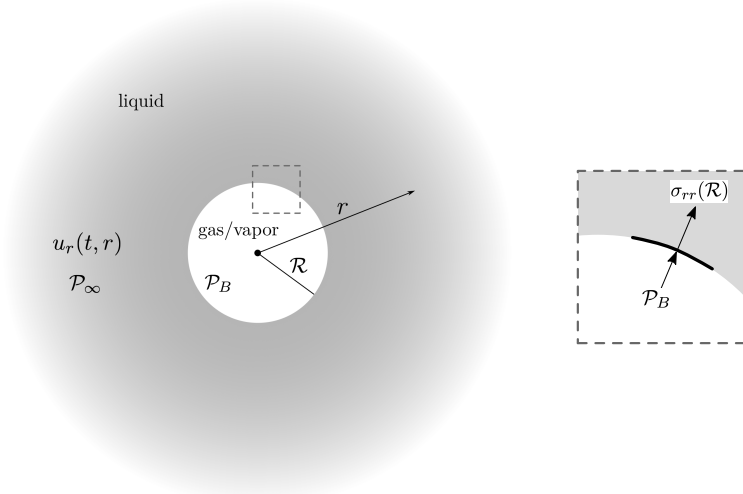 liquid
σ_rr(ℛ)
r
gas/vapor
u_r(t, r)
ℛ
𝒫_∞
𝒫_B
𝒫_B